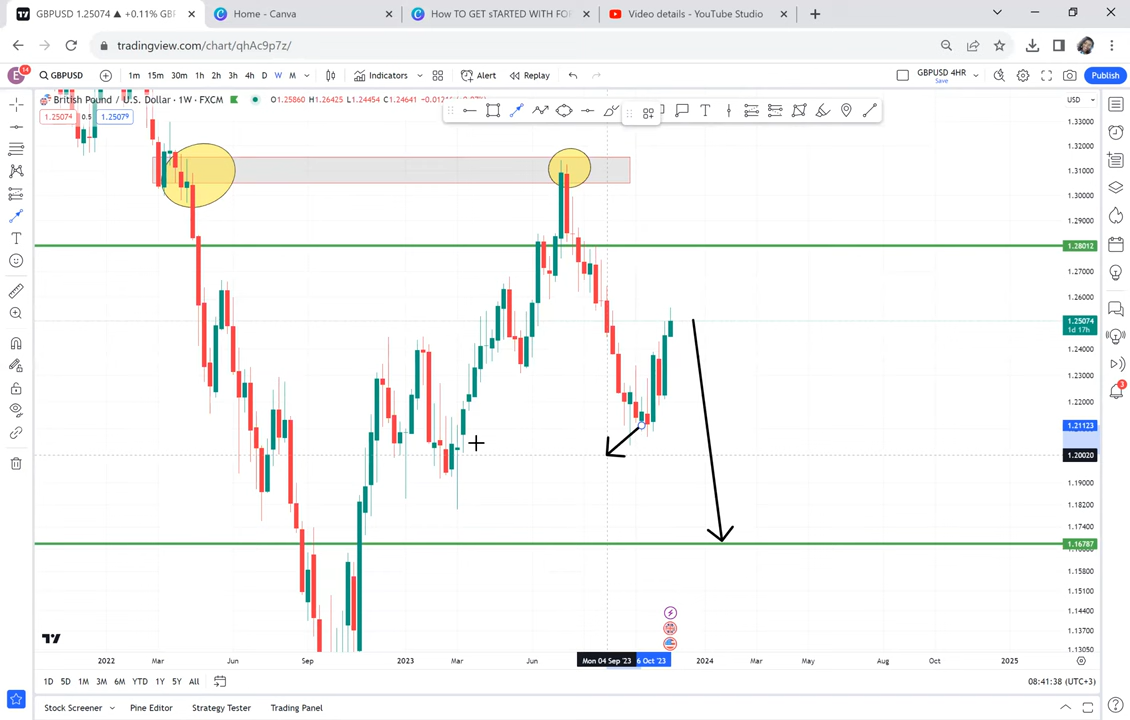 GBPUSD 1.25074 ▲ +0.11% GBP
Home - Canva
How TO GET sTARTED WITH FO
Video details - YouTube Studio
tradingview.com/chart/qhAc9p7z/
E 14
GBPUSD
1m 15m 30m 1h 2h 3h 4h D W M
Indicators
Alert
Replay
GBPUSD 4HR
Save
Publish
British Pound / U.S. Dollar · 1W · FXCM
O1.25860 H1.26425 L1.24454 C1.24641
1.25074 0.5 1.25079
USD
1.33000
1.32000
1.31000
1.30000
1.29000
1.28012
1.27000
1.26000
1.25074
1d 17h
1.24000
1.23000
1.22000
1.21123
1.20020
1.19000
1.18000
1.17400
1.16787
1.15800
1.15100
1.14400
1.13700
1.13050
3
2022 Mar Jun Sep 2023 Mar Jun Mon 04 Sep '23 6 Oct '23 2024 Mar May Aug Oct 2025
1D 5D 1M 3M 6M YTD 1Y 5Y All
08:41:38 (UTC+3)
Stock Screener Pine Editor Strategy Tester Trading Panel